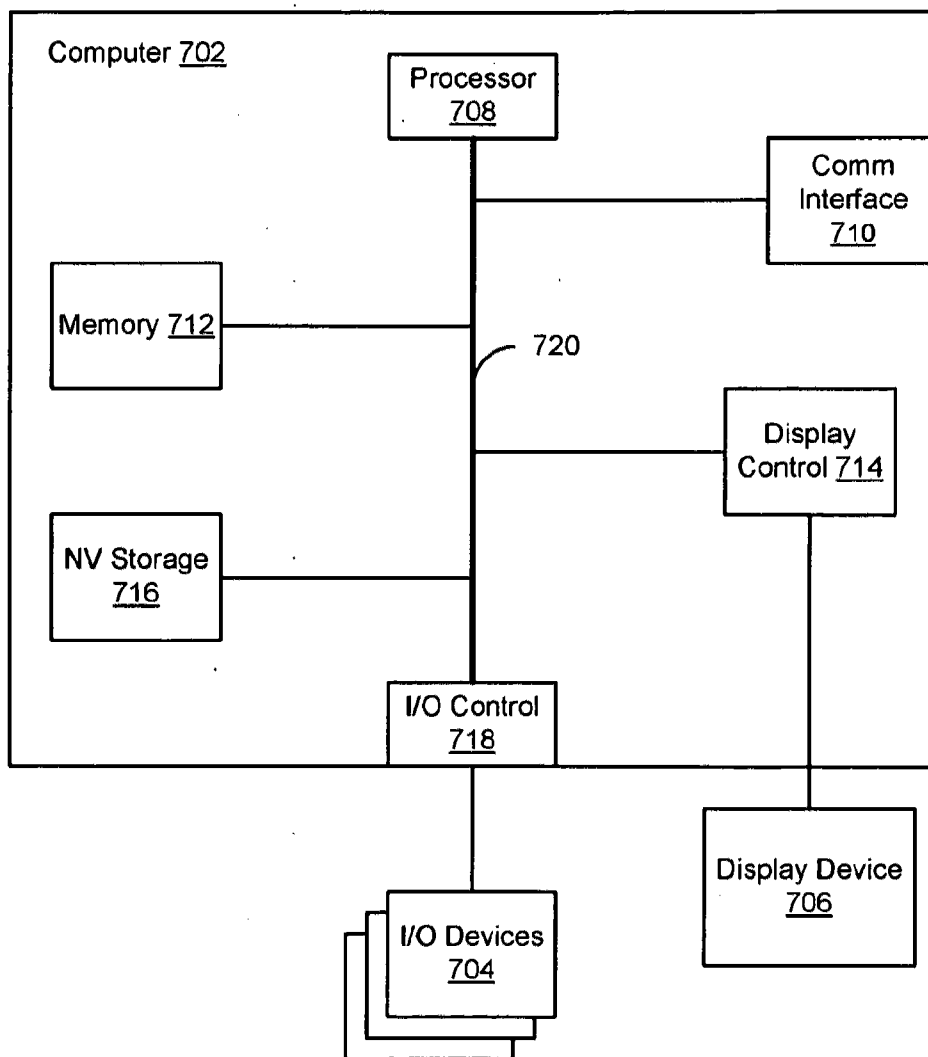 Computer 702
Processor
708
Comm
Interface
710
Memory 712
720
Display
Control 714
NV Storage
716
I/O Control
718
Display Device
706
I/O Devices
704